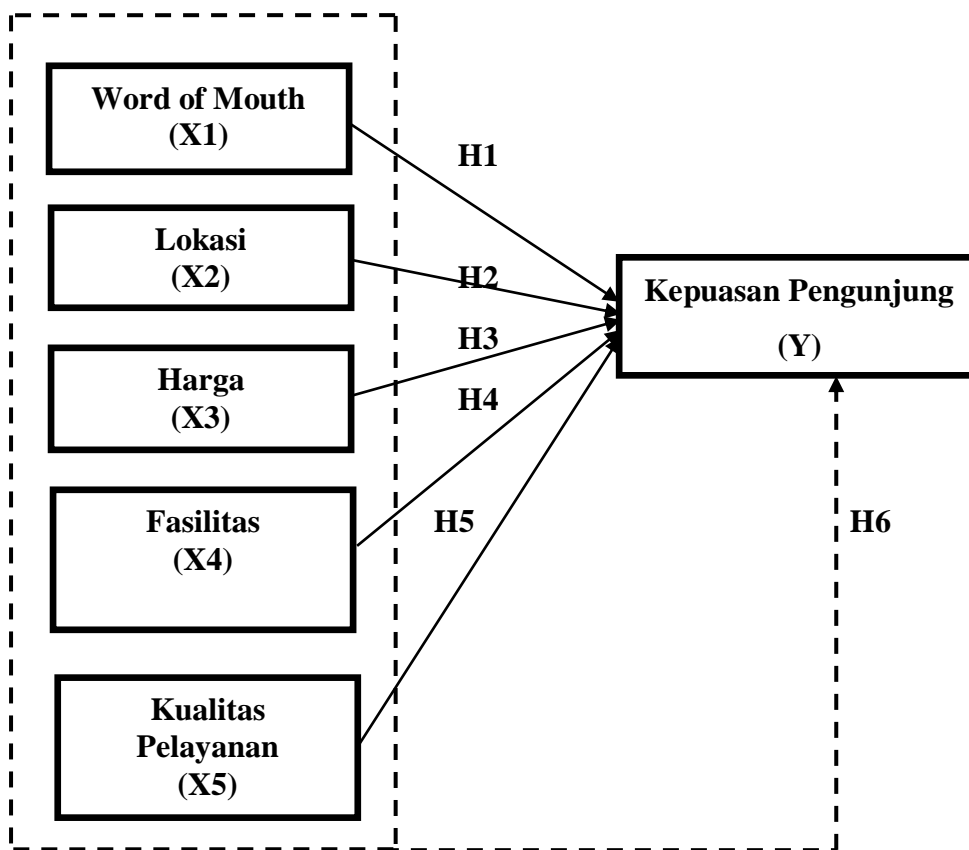 Word of Mouth
(X1)
H1
Lokasi
(X2)
H2
Kepuasan Pengunjung
(Y)
H3
Harga
(X3)
H4
Fasilitas
(X4)
H5
H6
Kualitas
Pelayanan
(X5)